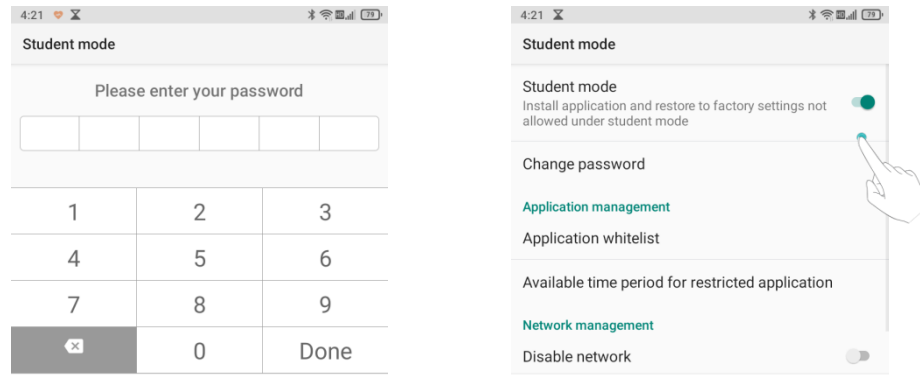 4:21
79
Student mode
Please enter your password
1 2 3
4 5 6
7 8 9
0 Done
4:21
79
Student mode
Student mode
Install application and restore to factory settings not
allowed under student mode
Change password
Application management
Application whitelist
Available time period for restricted application
Network management
Disable network